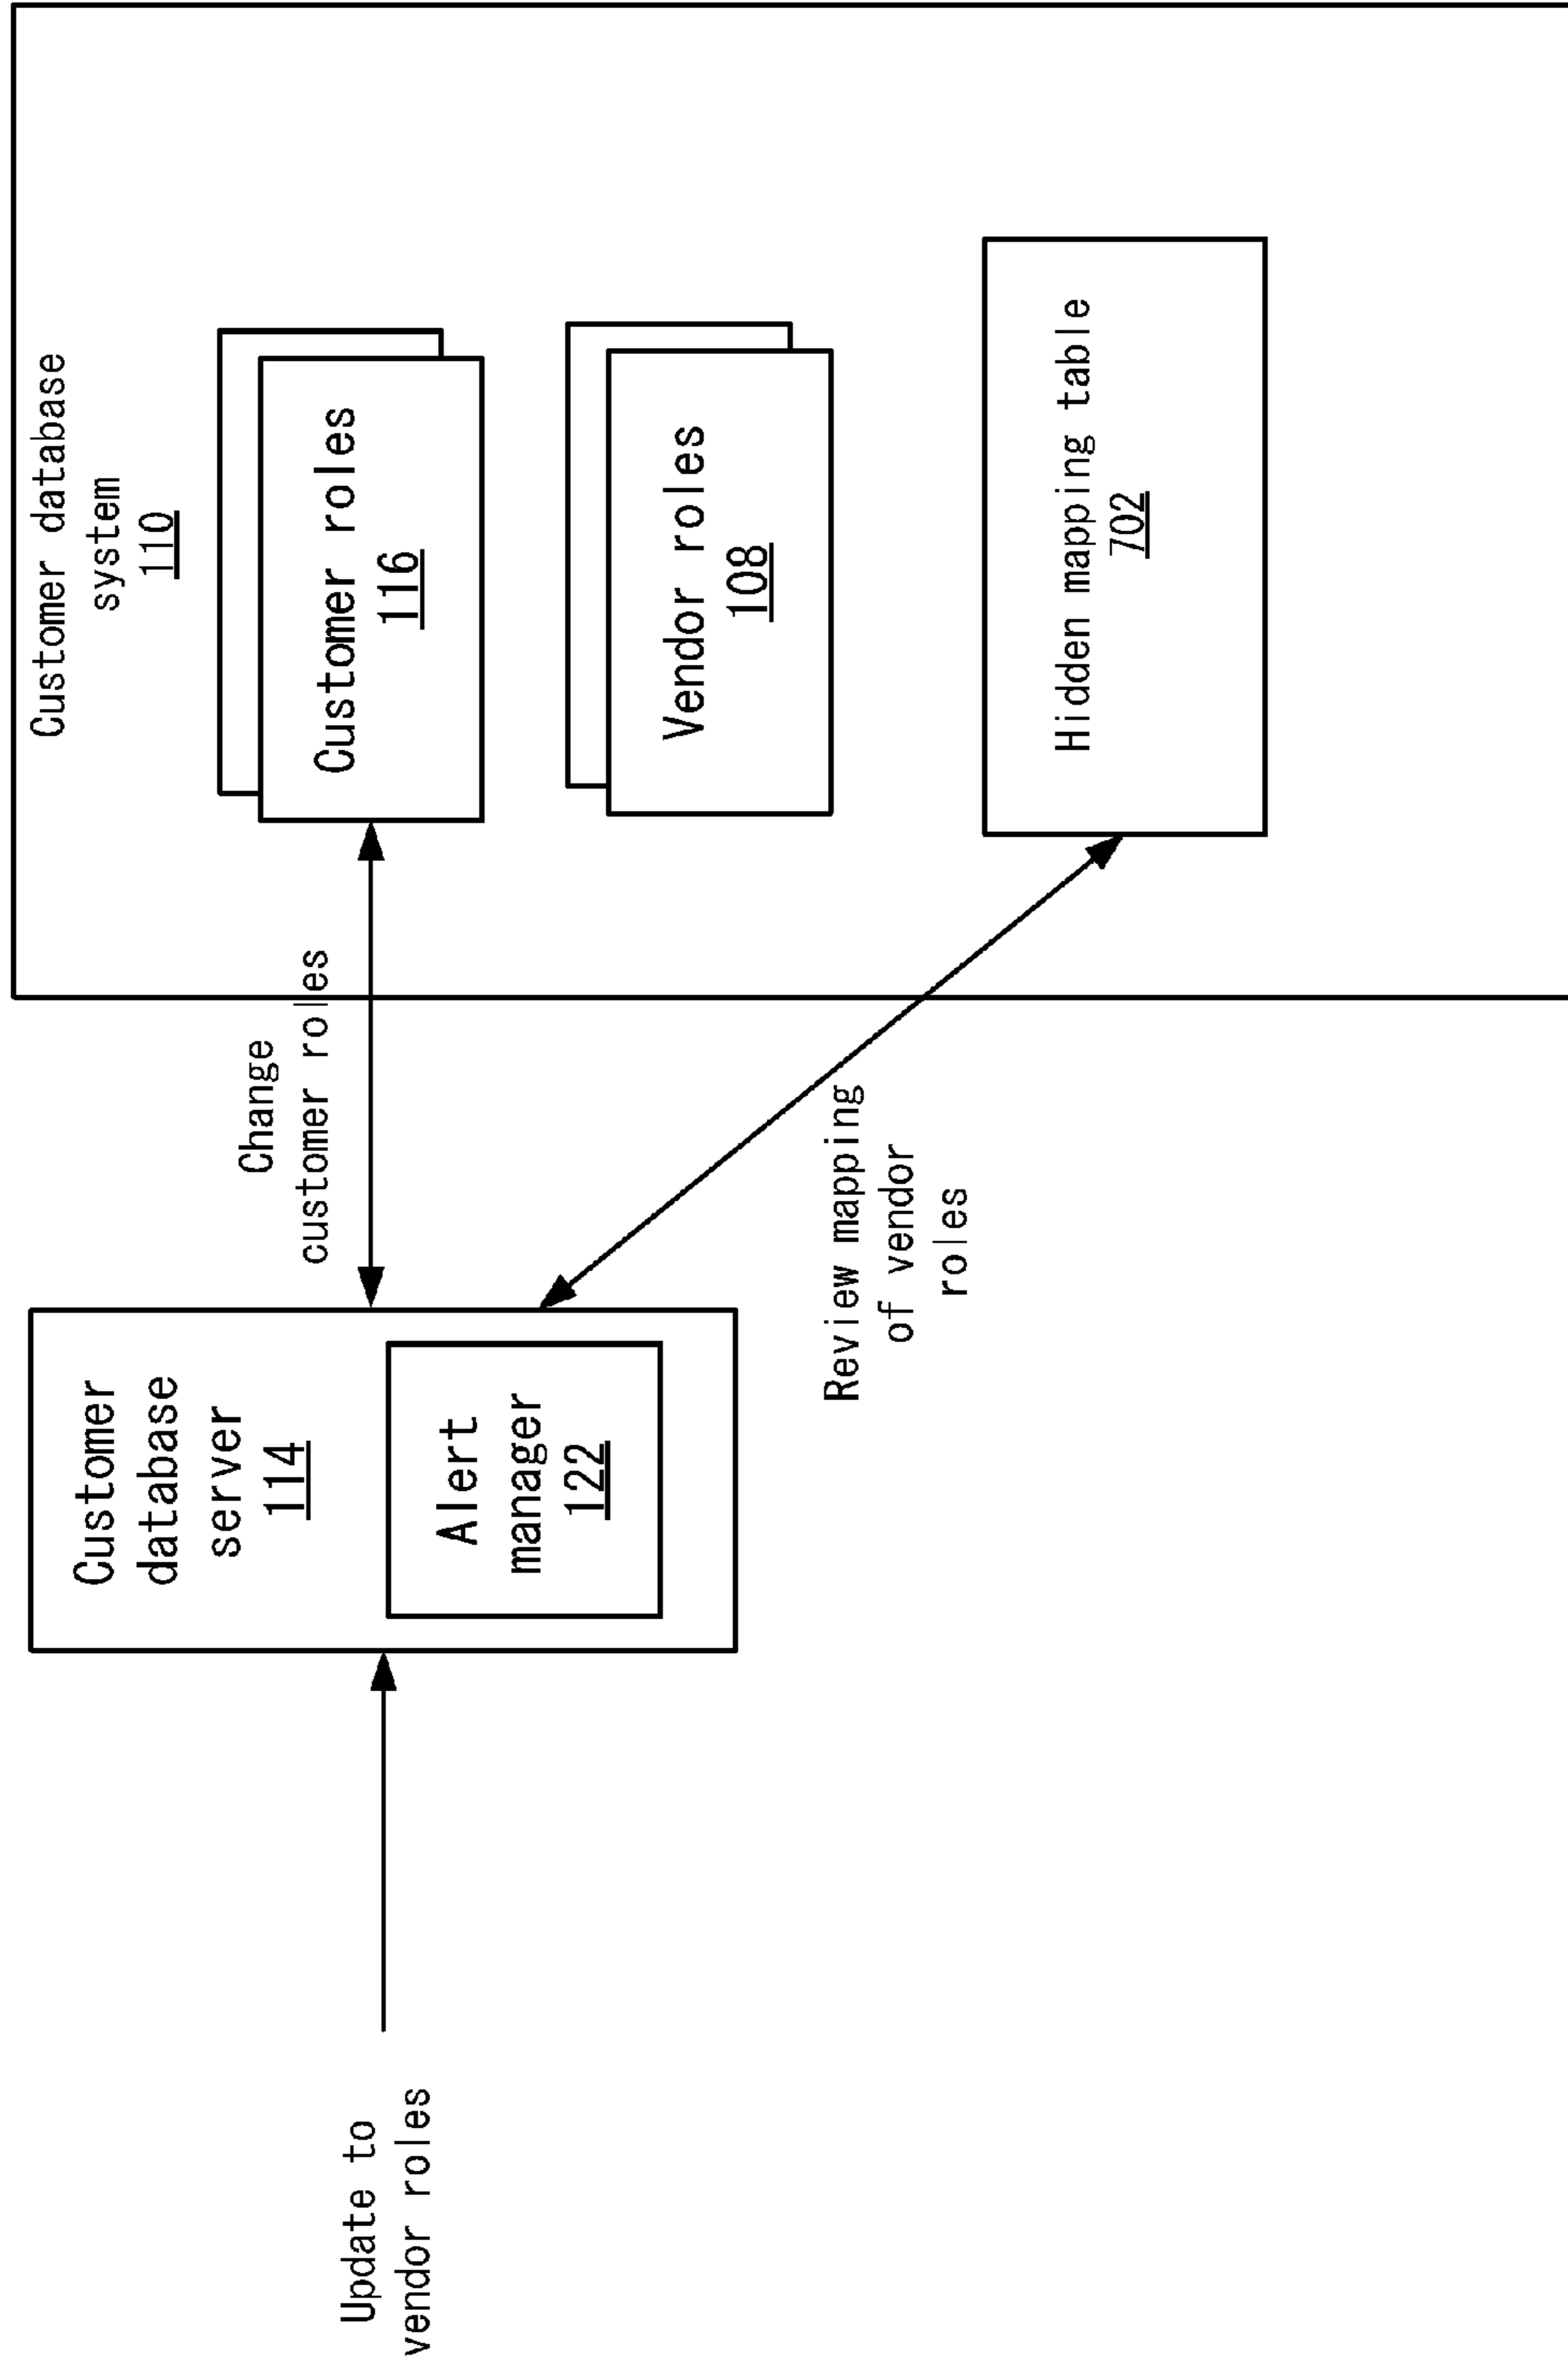 Update to
vendor roles
Customer
database
server
114
Alert
manager
122
Change
customer roles
Review mapping
of vendor
roles
Customer database
system
110
Customer roles
116
Vendor roles
108
Hidden mapping table
702